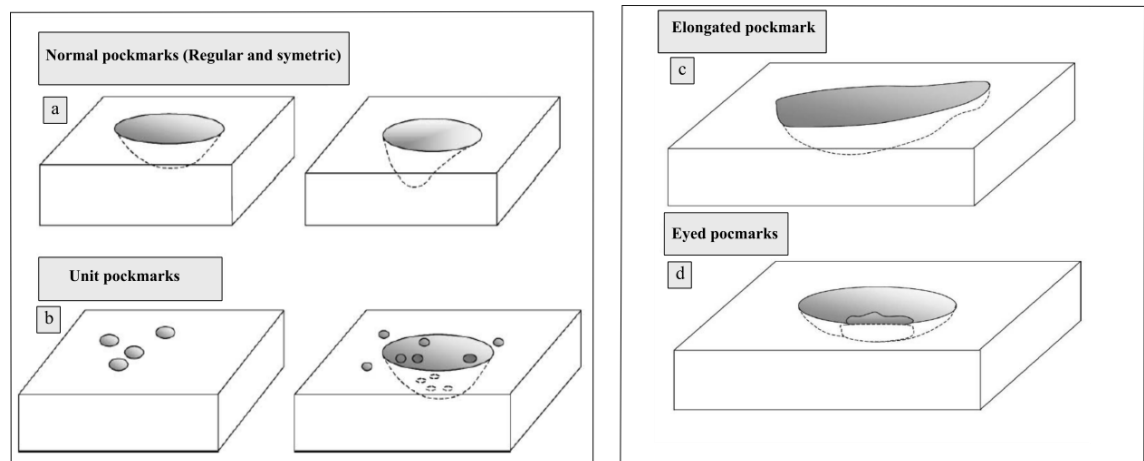 Normal pockmarks (Regular and symetric)
a
Unit pockmarks
b
Elongated pockmark
c
Eyed pocmarks
d